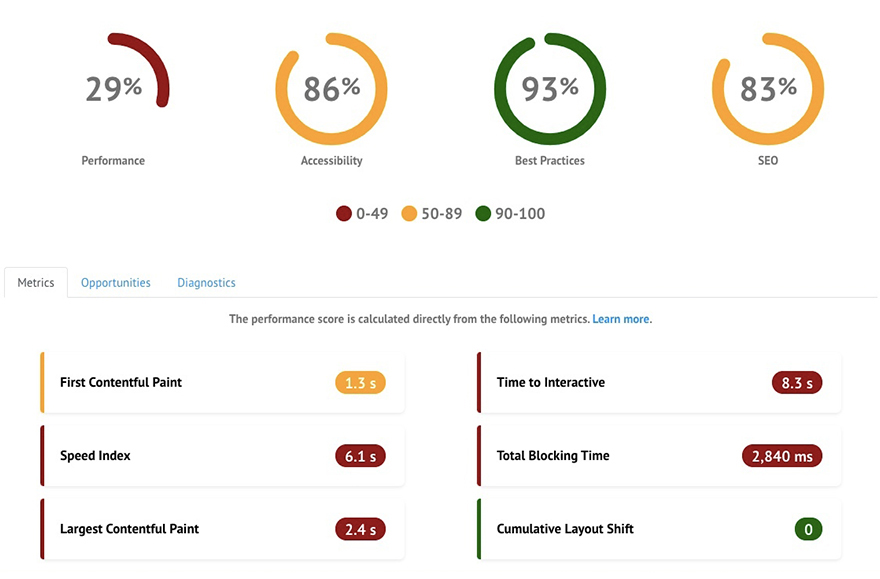 29% 86% 93% 83%
Performance Accessibility Best Practices SEO
0-49 50-89 90-100
Metrics Opportunities Diagnostics
The performance score is calculated directly from the following metrics. Learn more.
First Contentful Paint 1.3 s
Time to Interactive 8.3 s
Speed Index 6.1 s
Total Blocking Time 2,840 ms
Largest Contentful Paint 2.4 s
Cumulative Layout Shift 0